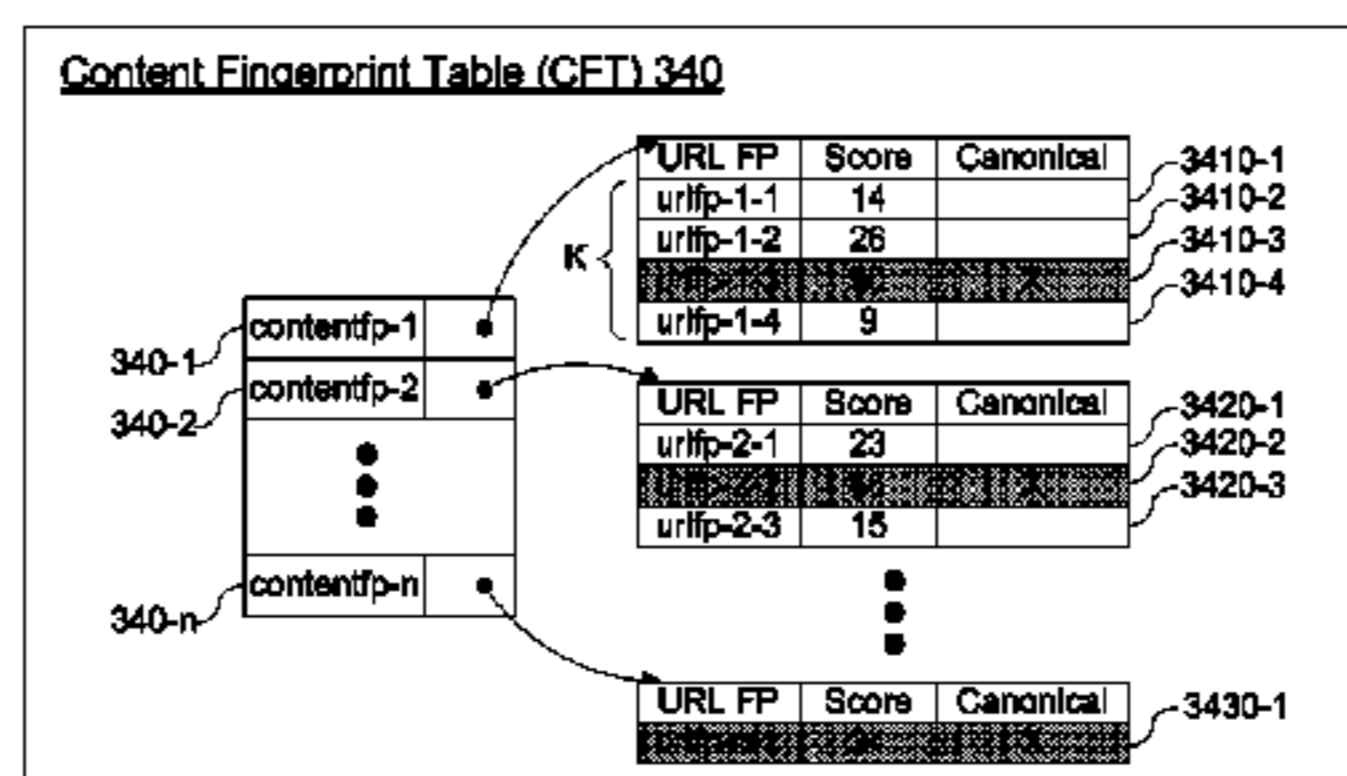 Content Fingerprint Table (CFT) 340
URL FP Score Canonical
urlfp-1-1 14 3410-1
urlfp-1-2 26 3410-2
3410-3
urlfp-1-4 9 3410-4
K
contentfp-1
340-1
contentfp-2
340-2
URL FP Score Canonical
urlfp-2-1 23 3420-1
3420-2
urlfp-2-3 15 3420-3
contentfp-n
340-n
URL FP Score Canonical
3430-1